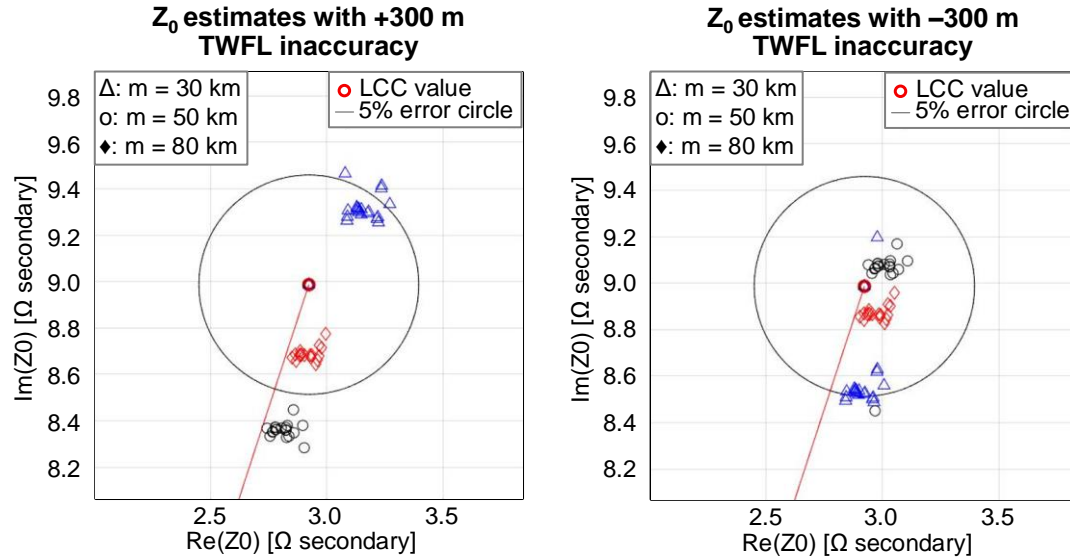 Z0 estimates with +300 m
TWFL inaccuracy
Δ: m = 30 km
o: m = 50 km
♦: m = 80 km
LCC value
5% error circle
9.8
9.6
9.4
9.2
9.0
8.8
8.6
8.4
8.2
Im(Z0) [Ω secondary]
2.5 3.0 3.5
Re(Z0) [Ω secondary]
Z0 estimates with –300 m
TWFL inaccuracy
Δ: m = 30 km
o: m = 50 km
♦: m = 80 km
LCC value
5% error circle
9.8
9.6
9.4
9.2
9.0
8.8
8.6
8.4
8.2
Im(Z0) [Ω secondary]
2.5 3.0 3.5
Re(Z0) [Ω secondary]